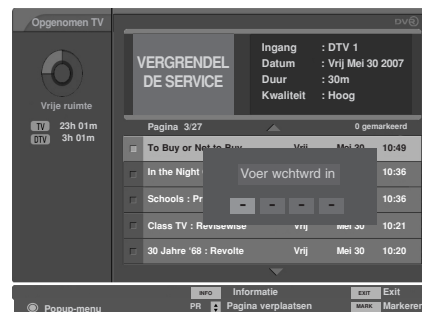 Opgenomen TV
DVR
Vrije ruimte
TV 23h 01m
DTV 3h 01m
VERGRENDEL
DE SERVICE
Ingang : DTV 1
Datum : Vrij Mei 30 2007
Duur : 30m
Kwaliteit : Hoog
Pagina 3/27 0 gemarkeerd
To Buy or Not to Buy Vrij Mei 30 10:49
In the Night 10:36
Schools : Pr 10:36
Class TV : Revisewise Vrij Mei 30 10:21
30 Jahre '68 : Revolte Vrij Mei 30 10:20
Voer wchtwrd in
- - - -
INFO Informatie EXIT Exit
Popup-menu PR Pagina verplaatsen MARK Markeren